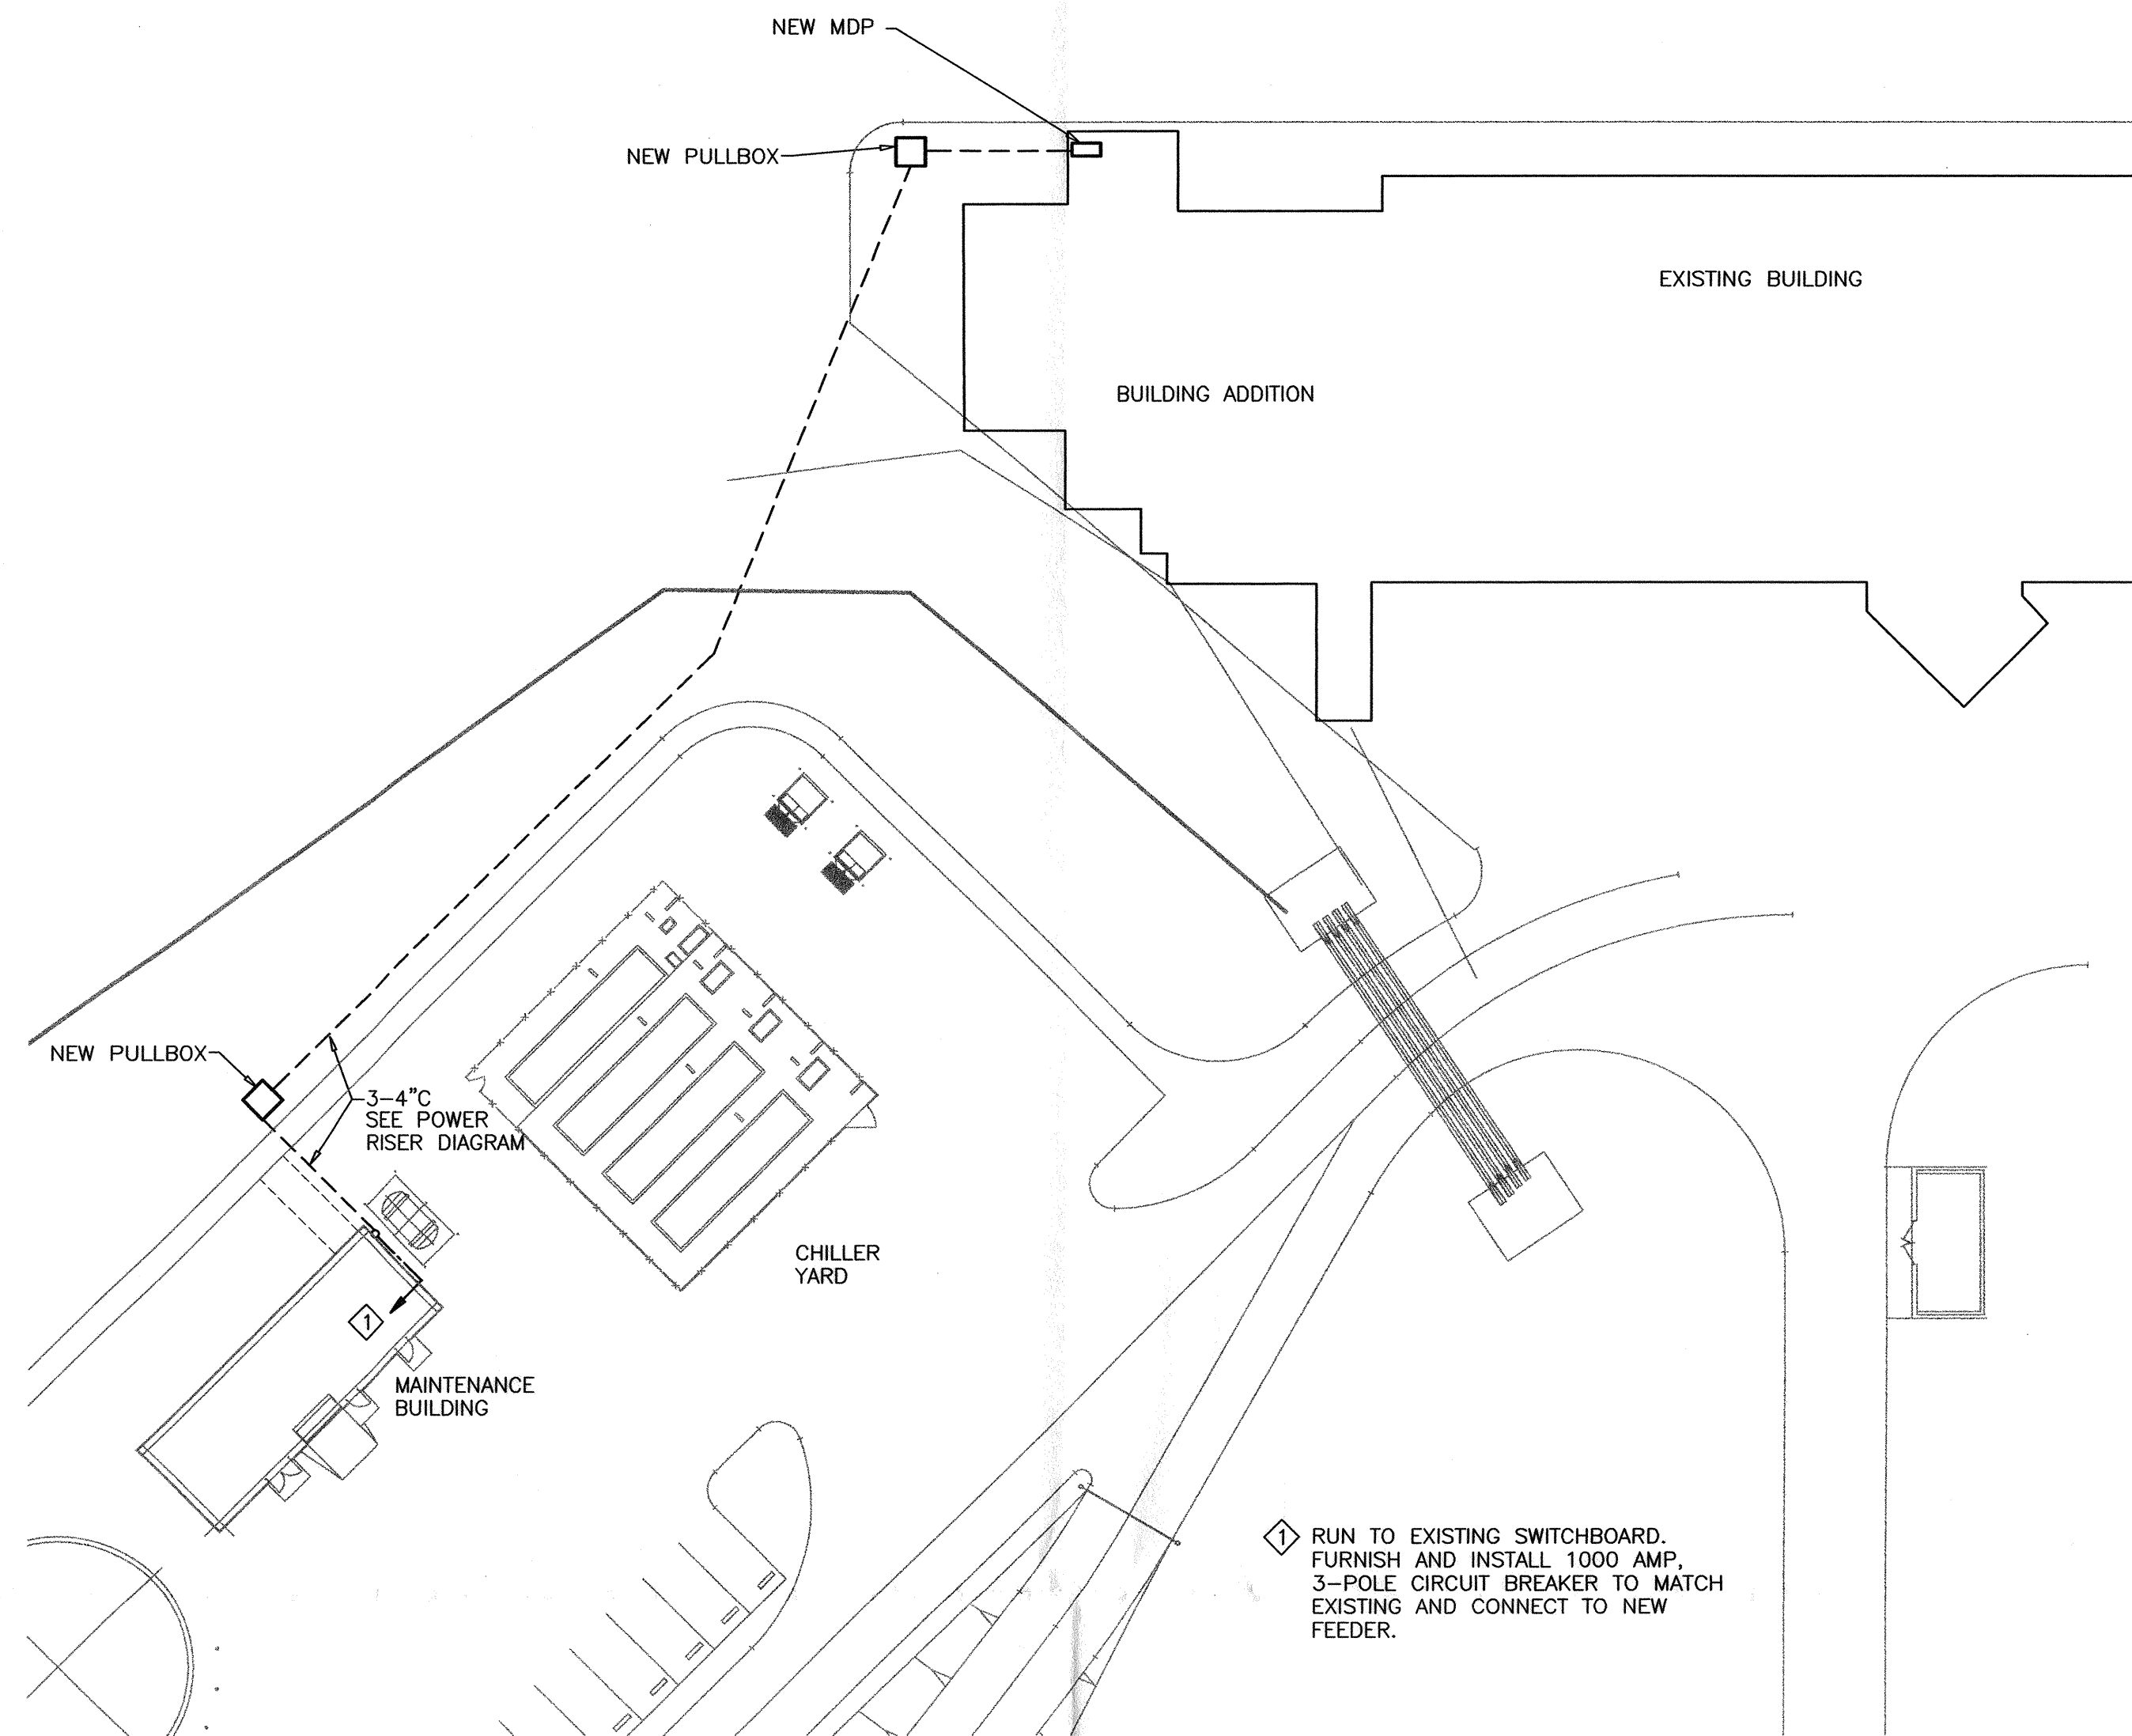 NEW MDP
NEW PULLBOX
EXISTING BUILDING
BUILDING ADDITION
NEW PULLBOX
3-4"C
SEE POWER
RISER DIAGRAM
CHILLER
YARD
1
MAINTENANCE
BUILDING
1 RUN TO EXISTING SWITCHBOARD.
FURNISH AND INSTALL 1000 AMP,
3-POLE CIRCUIT BREAKER TO MATCH
EXISTING AND CONNECT TO NEW
FEEDER.